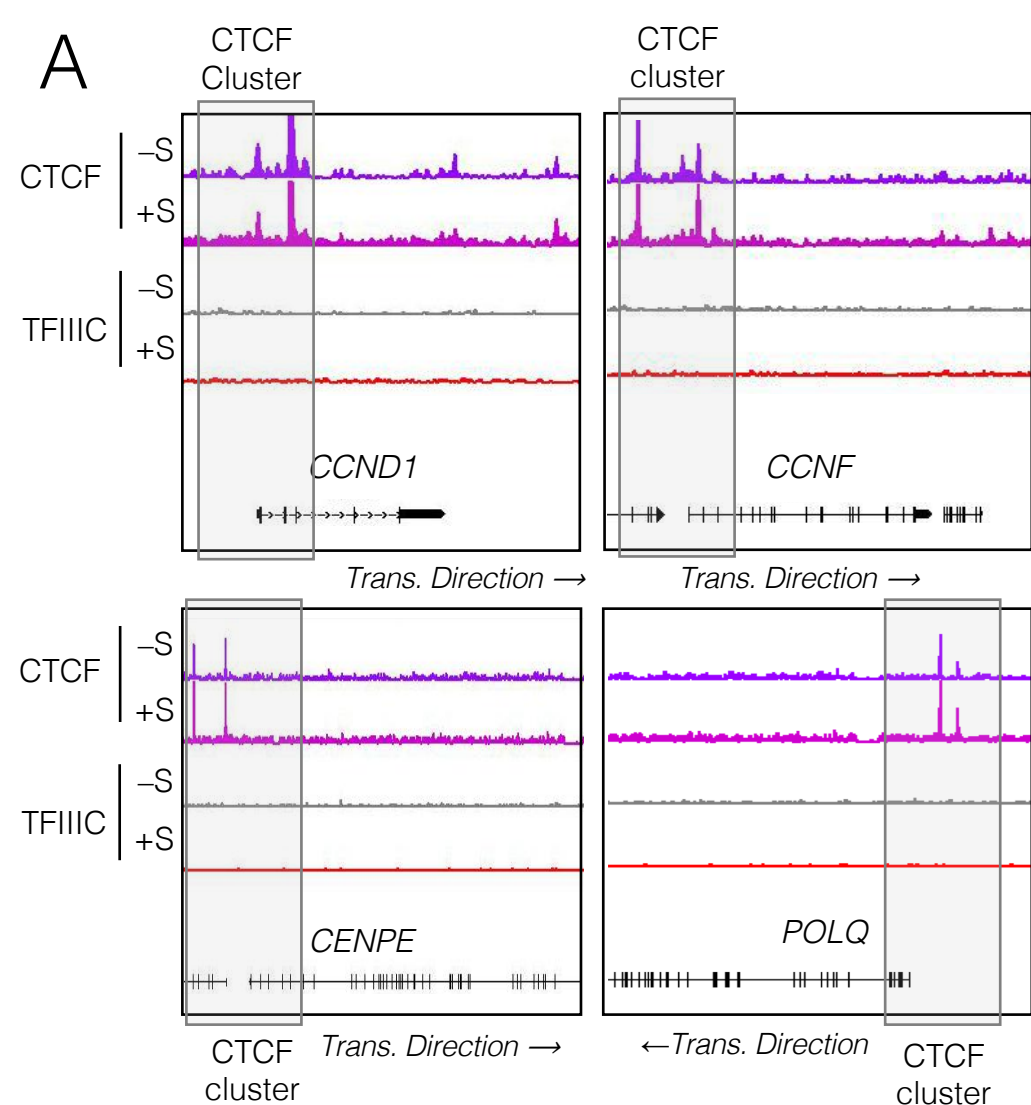 A
CTCF
Cluster
CTCF
cluster
CTCF
–S
+S
TFIIIC
–S
+S
CCND1
CCNF
Trans. Direction →
Trans. Direction →
CTCF
–S
+S
TFIIIC
–S
+S
CENPE
POLQ
Trans. Direction →
←Trans. Direction
CTCF
cluster
CTCF
cluster